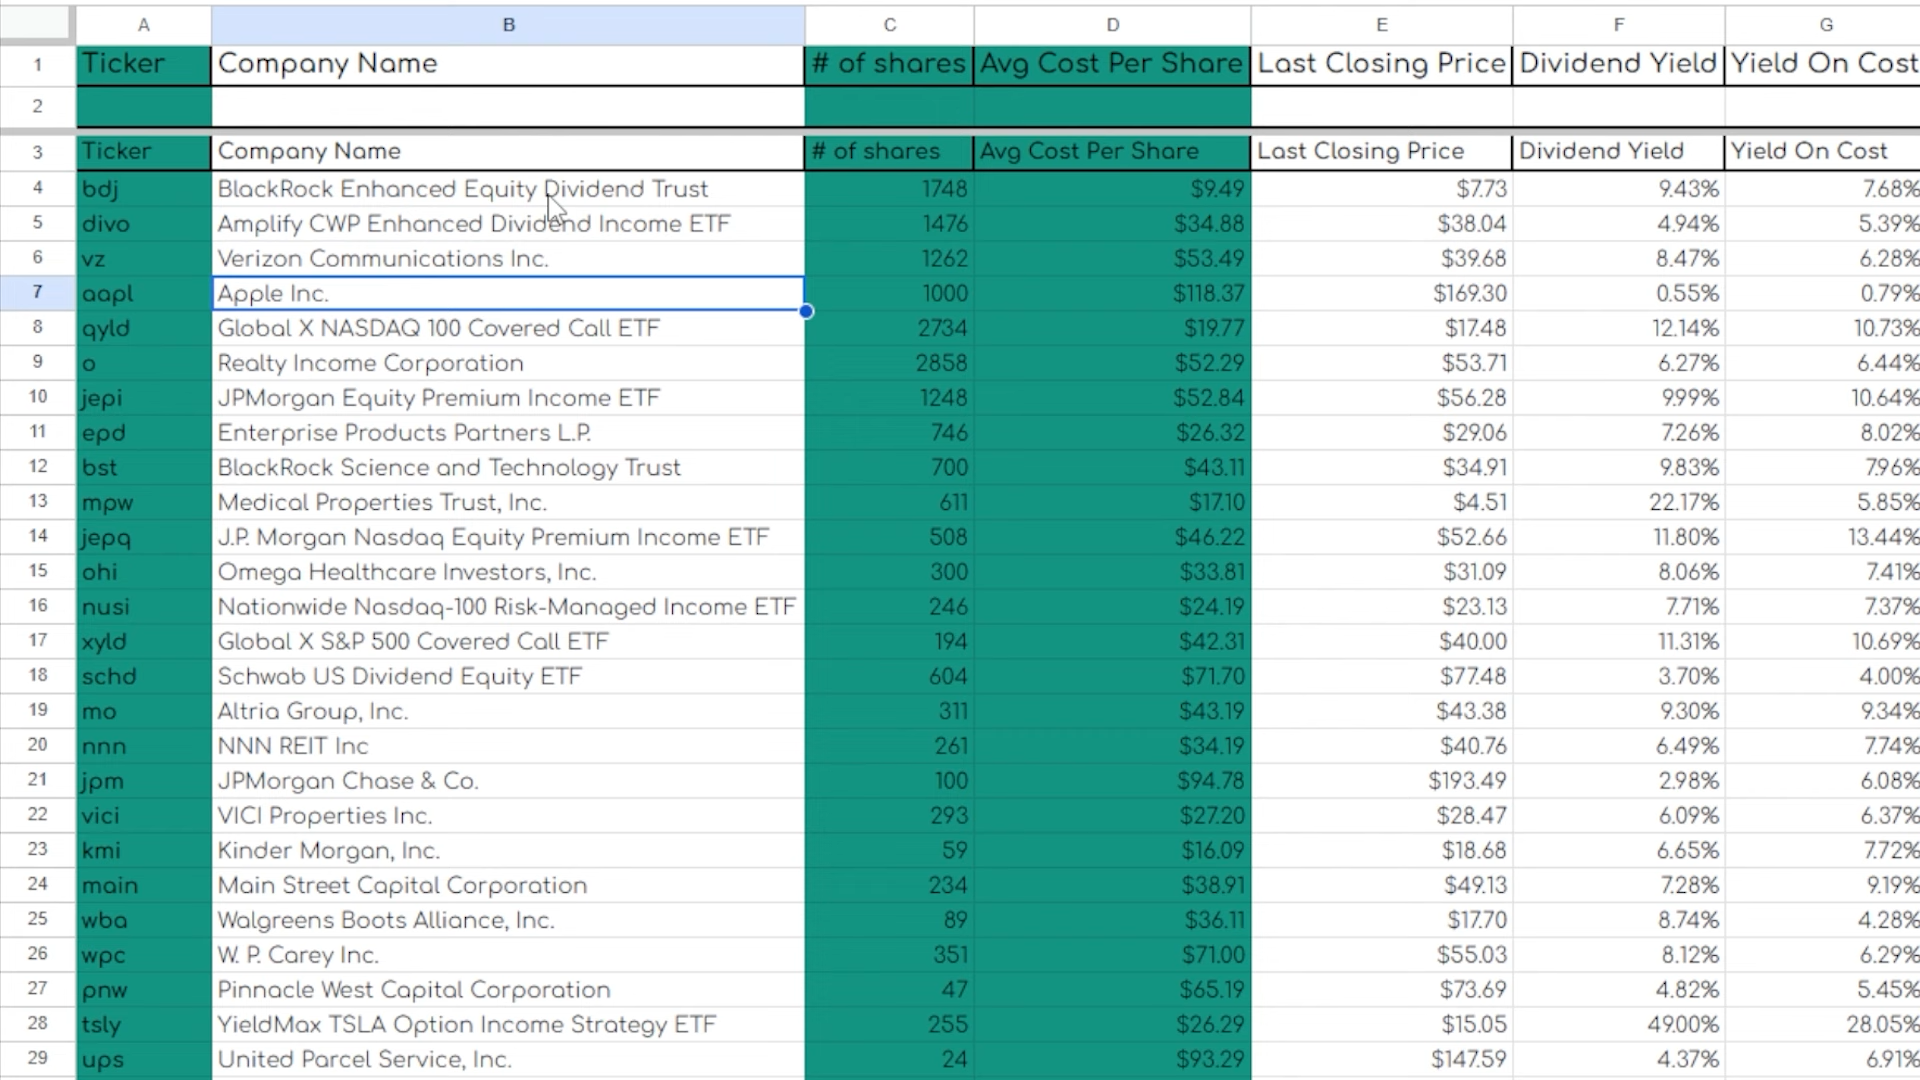 A B C D E F G
1 Ticker Company Name # of shares Avg Cost Per Share Last Closing Price Dividend Yield Yield On Cost
2
3 Ticker Company Name # of shares Avg Cost Per Share Last Closing Price Dividend Yield Yield On Cost
4 bdj BlackRock Enhanced Equity Dividend Trust 1748 $9.49 $7.73 9.43% 7.68%
5 divo Amplify CWP Enhanced Dividend Income ETF 1476 $34.88 $38.04 4.94% 5.39%
6 vz Verizon Communications Inc. 1262 $53.49 $39.68 8.47% 6.28%
7 aapl Apple Inc. 1000 $118.37 $169.30 0.55% 0.79%
8 qyld Global X NASDAQ 100 Covered Call ETF 2734 $19.77 $17.48 12.14% 10.73%
9 o Realty Income Corporation 2858 $52.29 $53.71 6.27% 6.44%
10 jepi JPMorgan Equity Premium Income ETF 1248 $52.84 $56.28 9.99% 10.64%
11 epd Enterprise Products Partners L.P. 746 $26.32 $29.06 7.26% 8.02%
12 bst BlackRock Science and Technology Trust 700 $43.11 $34.91 9.83% 7.96%
13 mpw Medical Properties Trust, Inc. 611 $17.10 $4.51 22.17% 5.85%
14 jepq J.P. Morgan Nasdaq Equity Premium Income ETF 508 $46.22 $52.66 11.80% 13.44%
15 ohi Omega Healthcare Investors, Inc. 300 $33.81 $31.09 8.06% 7.41%
16 nusi Nationwide Nasdaq-100 Risk-Managed Income ETF 246 $24.19 $23.13 7.71% 7.37%
17 xyld Global X S&P 500 Covered Call ETF 194 $42.31 $40.00 11.31% 10.69%
18 schd Schwab US Dividend Equity ETF 604 $71.70 $77.48 3.70% 4.00%
19 mo Altria Group, Inc. 311 $43.19 $43.38 9.30% 9.34%
20 nnn NNN REIT Inc 261 $34.19 $40.76 6.49% 7.74%
21 jpm JPMorgan Chase & Co. 100 $94.78 $193.49 2.98% 6.08%
22 vici VICI Properties Inc. 293 $27.20 $28.47 6.09% 6.37%
23 kmi Kinder Morgan, Inc. 59 $16.09 $18.68 6.65% 7.72%
24 main Main Street Capital Corporation 234 $38.91 $49.13 7.28% 9.19%
25 wba Walgreens Boots Alliance, Inc. 89 $36.11 $17.70 8.74% 4.28%
26 wpc W. P. Carey Inc. 351 $71.00 $55.03 8.12% 6.29%
27 pnw Pinnacle West Capital Corporation 47 $65.19 $73.69 4.82% 5.45%
28 tsly YieldMax TSLA Option Income Strategy ETF 255 $26.29 $15.05 49.00% 28.05%
29 ups United Parcel Service, Inc. 24 $93.29 $147.59 4.37% 6.91%